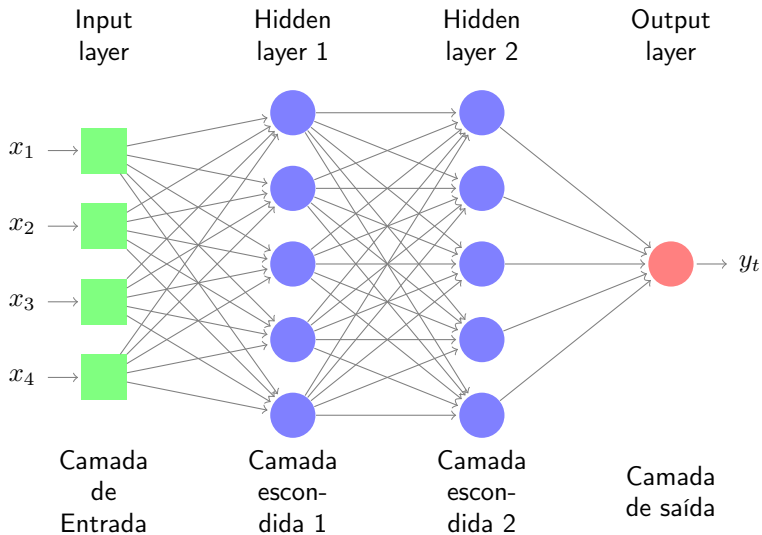 Input
layer
Hidden
layer 1
Hidden
layer 2
Output
layer
x₁
x₂
x₃
x₄
yₜ
Camada
de
Entrada
Camada
escon-
dida 1
Camada
escon-
dida 2
Camada
de saída